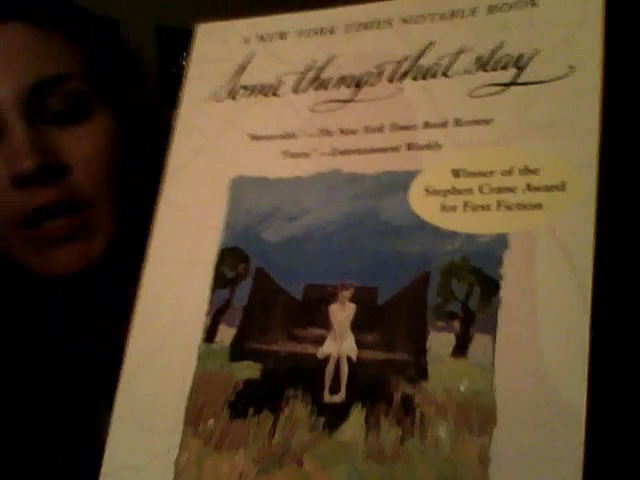 A NEW YORK TIMES NOTABLE BOOK
Some things that stay
—The New York Times Book Review
—Entertainment Weekly
Winner of the
Stephen Crane Award
for First Fiction